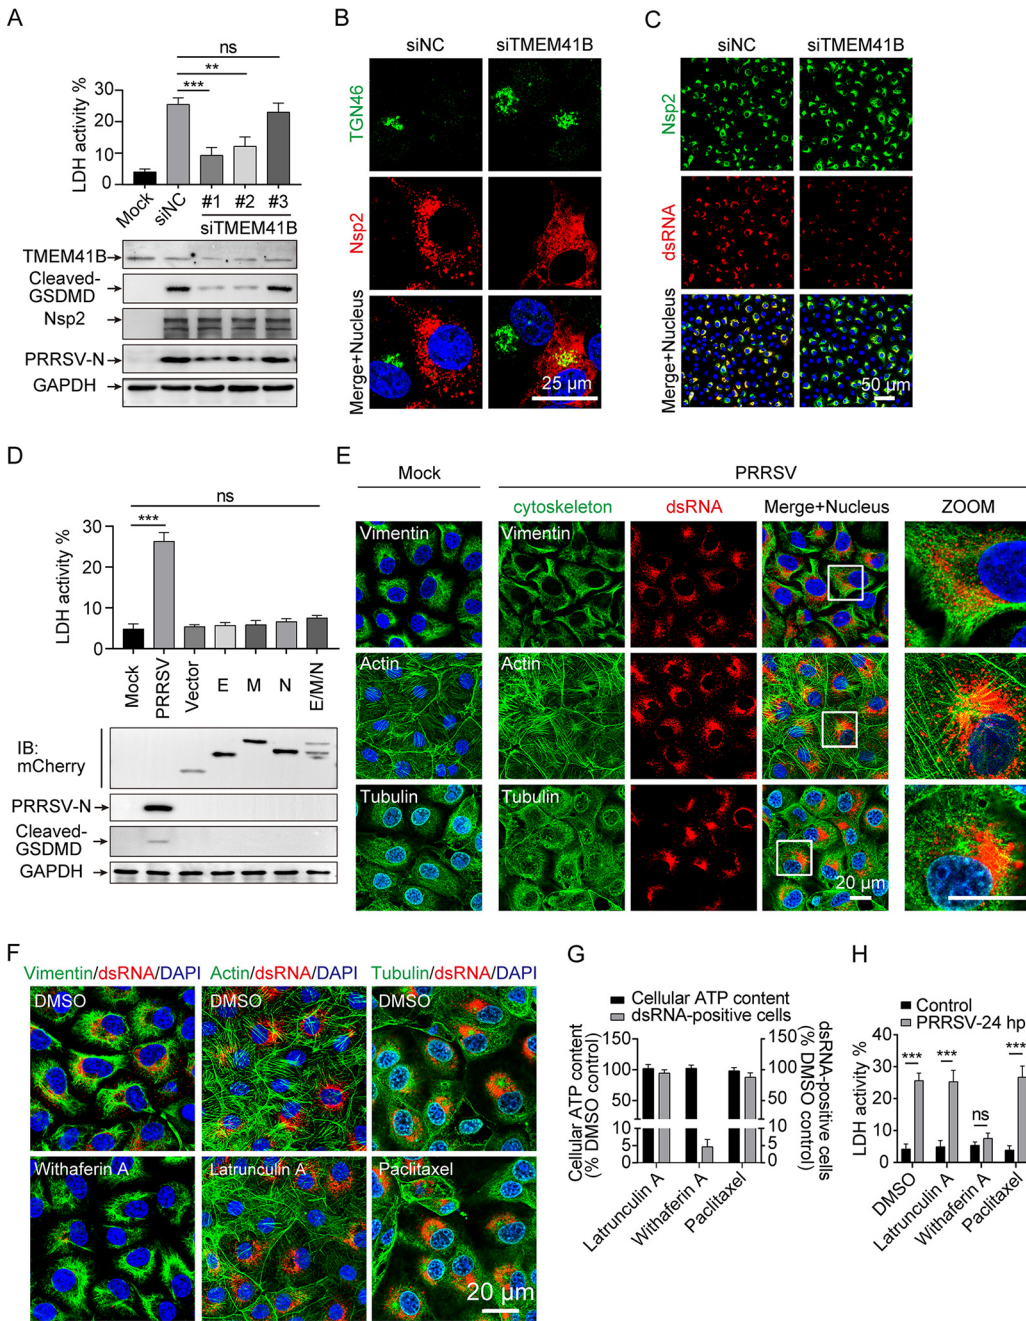 A
ns
**
***
LDH activity %
30
20
10
0
Mock
siNC
#1
#2
#3
siTMEM41B
TMEM41B
Cleaved-
GSDMD
Nsp2
PRRSV-N
GAPDH
B
siNC
siTMEM41B
TGN46
Nsp2
Merge+Nucleus
25 µm
C
siNC
siTMEM41B
Nsp2
dsRNA
Merge+Nucleus
50 µm
D
ns
***
LDH activity %
30
20
10
0
Mock
PRRSV
Vector
E
M
N
E/M/N
IB:
mCherry
PRRSV-N
Cleaved-
GSDMD
GAPDH
E
Mock
PRRSV
cytoskeleton
dsRNA
Merge+Nucleus
ZOOM
Vimentin
Vimentin
Actin
Actin
Tubulin
Tubulin
20 µm
F
Vimentin/dsRNA/DAPI
Actin/dsRNA/DAPI
Tubulin/dsRNA/DAPI
DMSO
DMSO
DMSO
Withaferin A
Latrunculin A
Paclitaxel
20 µm
G
Cellular ATP content
dsRNA-positive cells
Cellular ATP content
(% DMSO control)
150
100
50
10
5
0
150
100
50
10
5
0
dsRNA-positive cells
(% DMSO control)
Latrunculin A
Withaferin A
Paclitaxel
H
Control
PRRSV-24 hp
LDH activity %
40
30
20
10
0
***
***
ns
***
DMSO
Latrunculin A
Withaferin A
Paclitaxel